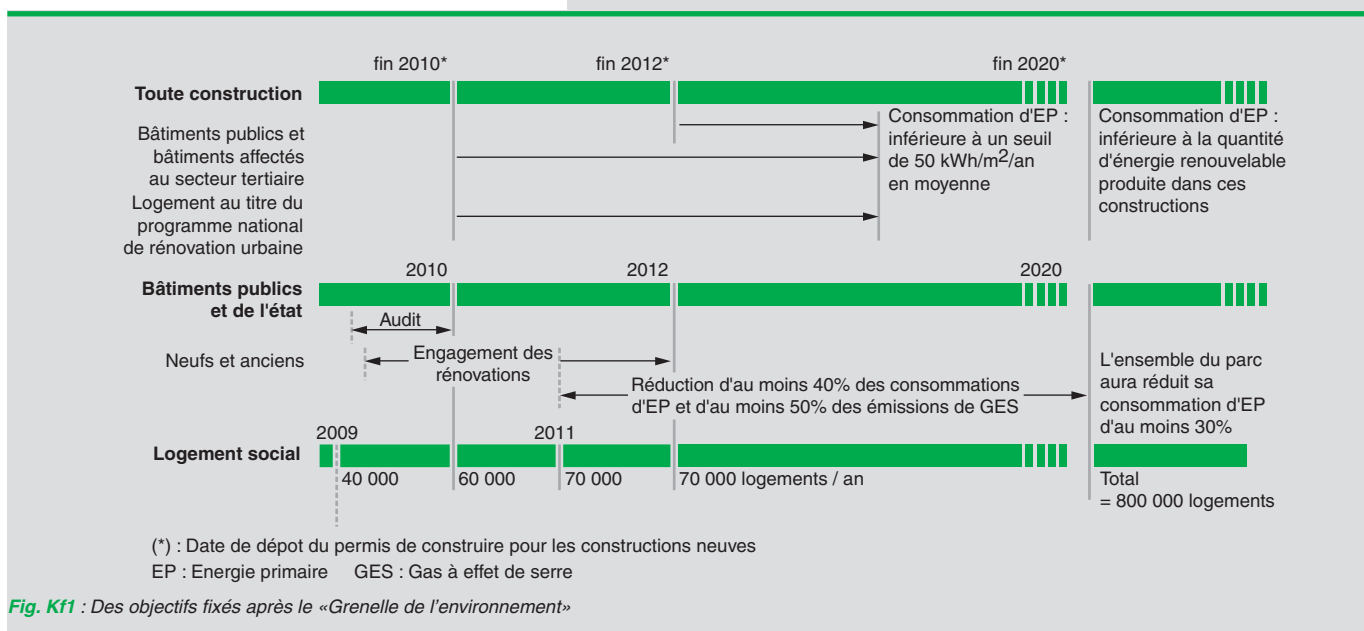 fin 2010* fin 2012* fin 2020*
Toute construction
Bâtiments publics et
bâtiments affectés
au secteur tertiaire
Logement au titre du
programme national
de rénovation urbaine
Consommation d'EP :
inférieure à un seuil
de 50 kWh/m2/an
en moyenne
Consommation d'EP :
inférieure à la quantité
d'énergie renouvelable
produite dans ces
constructions
2010 2012 2020
Bâtiments publics
et de l'état
Audit
Neufs et anciens
Engagement des
rénovations
Réduction d'au moins 40% des consommations
d'EP et d'au moins 50% des émissions de GES
L'ensemble du parc
aura réduit sa
consommation d'EP
d'au moins 30%
2009 2011
Logement social
40 000 60 000 70 000 70 000 logements / an
Total
= 800 000 logements
(*) : Date de dépot du permis de construire pour les constructions neuves
EP : Energie primaire GES : Gas à effet de serre
Fig. Kf1 : Des objectifs fixés après le «Grenelle de l'environnement»